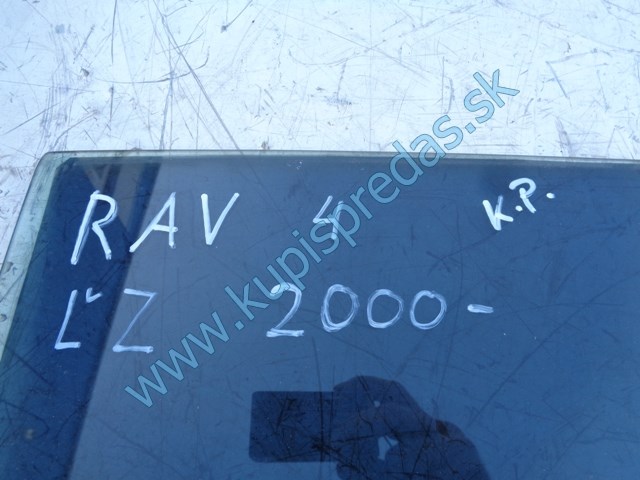 RAV 4 K.P.
ĽZ 2000-
www.kupispredas.sk